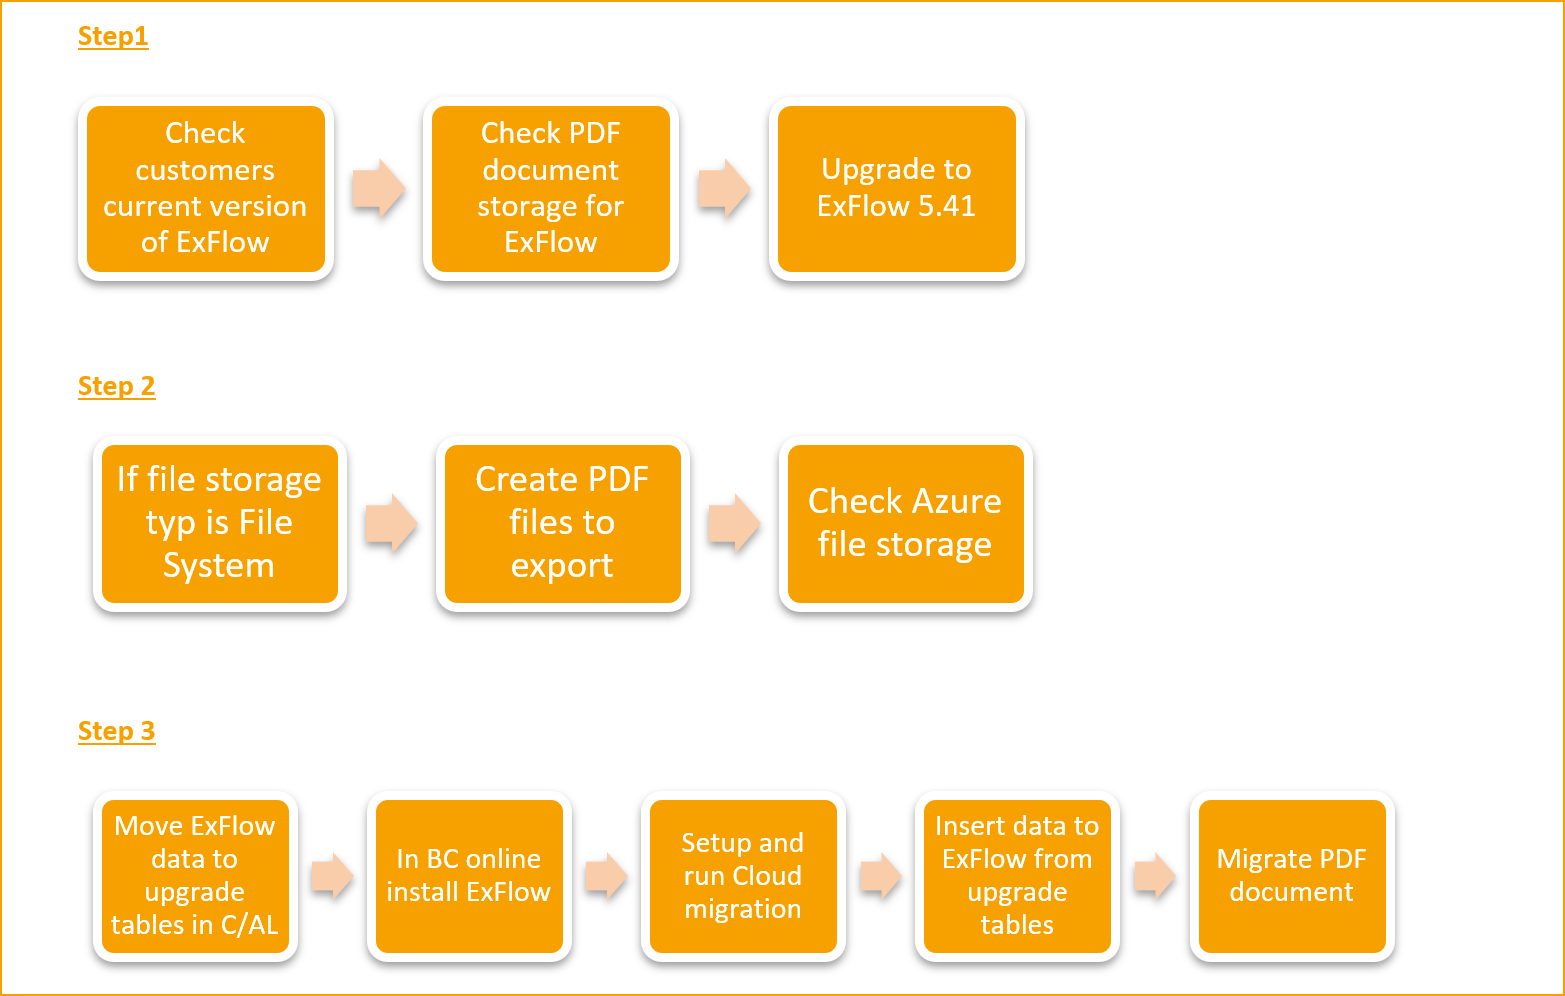 Step1
Check
customers
current version
of ExFlow
Check PDF
document
storage for
ExFlow
Upgrade to
ExFlow 5.41
Step 2
If file storage
typ is File
System
Create PDF
files to
export
Check Azure
file storage
Step 3
Move ExFlow
data to
upgrade
tables in C/AL
In BC online
install ExFlow
Setup and
run Cloud
migration
Insert data to
ExFlow from
upgrade
tables
Migrate PDF
document